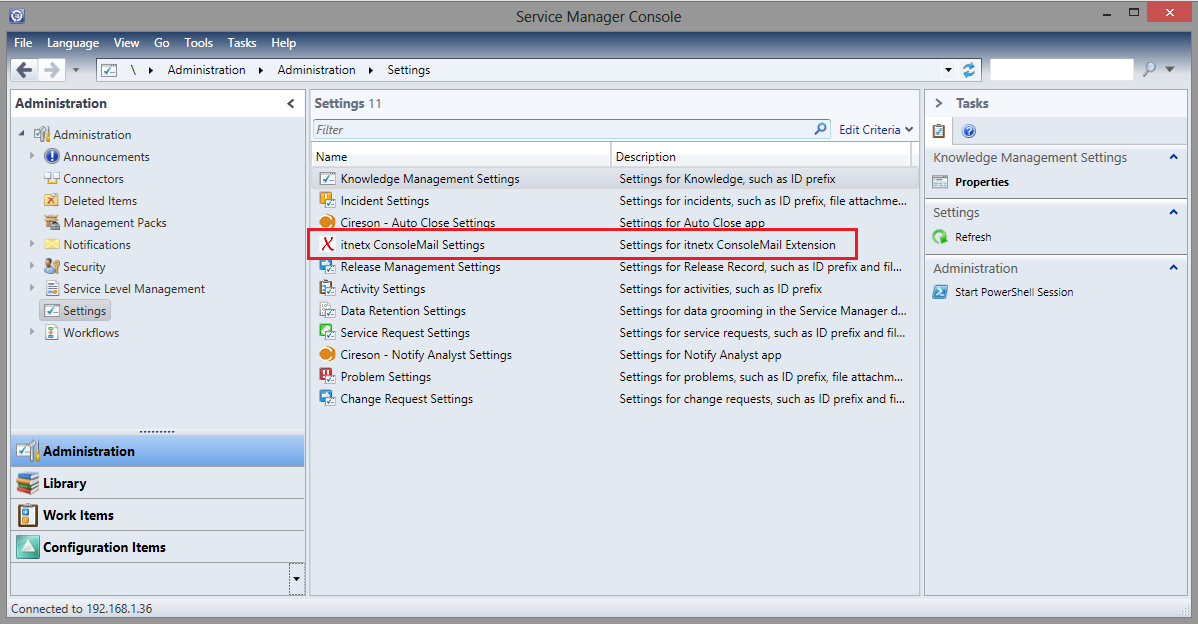 Service Manager Console
File Language View Go Tools Tasks Help
\ Administration Administration Settings
Administration
Administration
Announcements
Connectors
Deleted Items
Management Packs
Notifications
Security
Service Level Management
Settings
Workflows
Administration
Library
Work Items
Configuration Items
Settings 11
Filter Edit Criteria
Name Description
Knowledge Management Settings Settings for Knowledge, such as ID prefix
Incident Settings Settings for incidents, such as ID prefix, file attachme...
Cireson - Auto Close Settings Settings for Auto Close app
itnetx ConsoleMail Settings Settings for itnetx ConsoleMail Extension
Release Management Settings Settings for Release Record, such as ID prefix and fil...
Activity Settings Settings for activities, such as ID prefix
Data Retention Settings Settings for data grooming in the Service Manager d...
Service Request Settings Settings for service requests, such as ID prefix and fil...
Cireson - Notify Analyst Settings Settings for Notify Analyst app
Problem Settings Settings for problems, such as ID prefix, file attachm...
Change Request Settings Settings for change requests, such as ID prefix and fi...
Tasks
Knowledge Management Settings
Properties
Settings
Refresh
Administration
Start PowerShell Session
Connected to 192.168.1.36